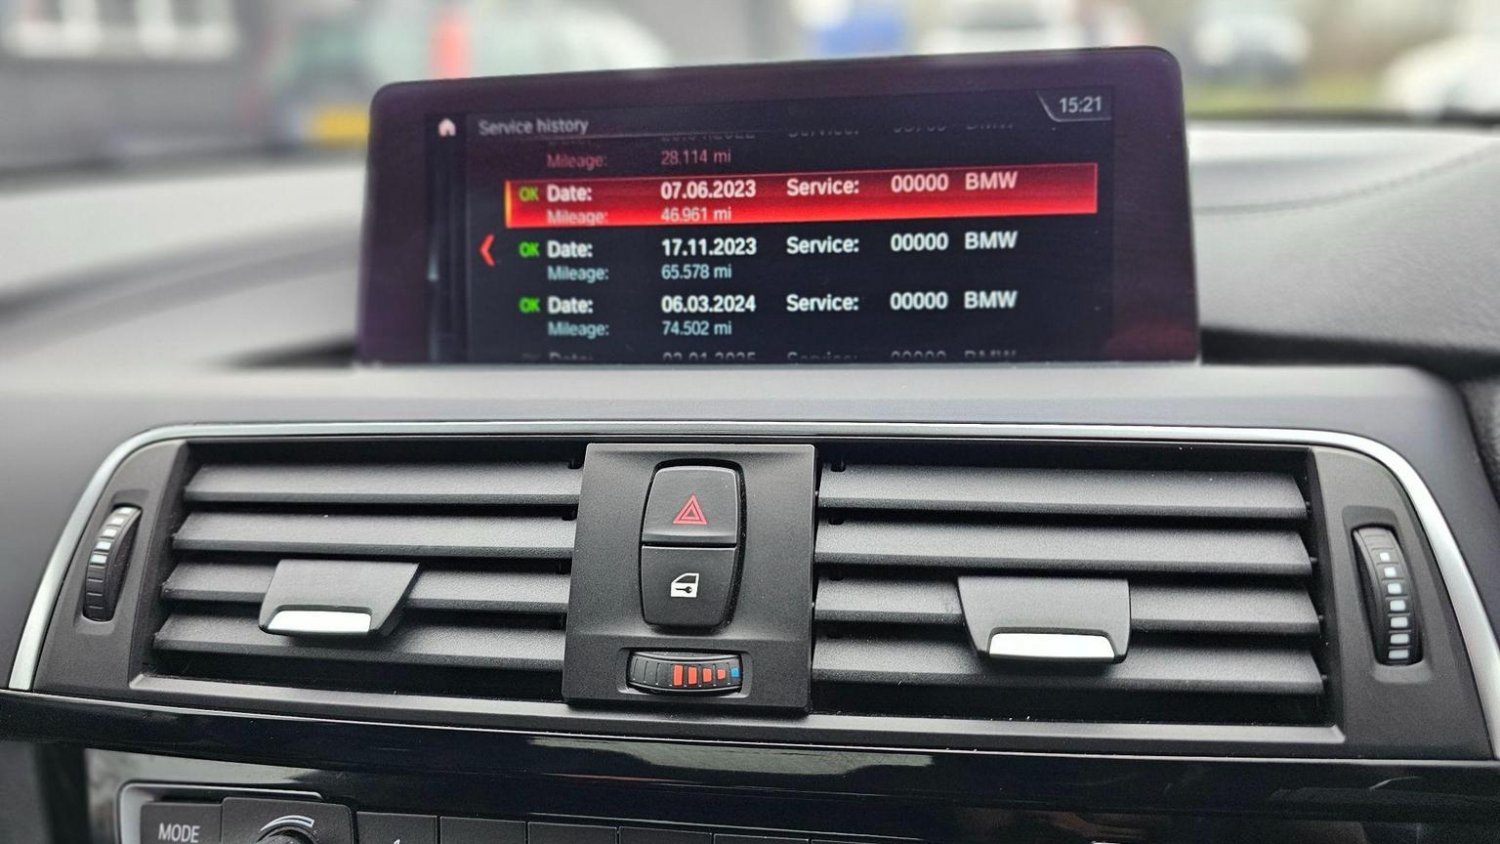 Service history
15:21
Mileage: 28.114 mi
OK Date: 07.06.2023 Service: 00000 BMW
Mileage: 46.961 mi
OK Date: 17.11.2023 Service: 00000 BMW
Mileage: 65.578 mi
OK Date: 06.03.2024 Service: 00000 BMW
Mileage: 74.502 mi
MODE